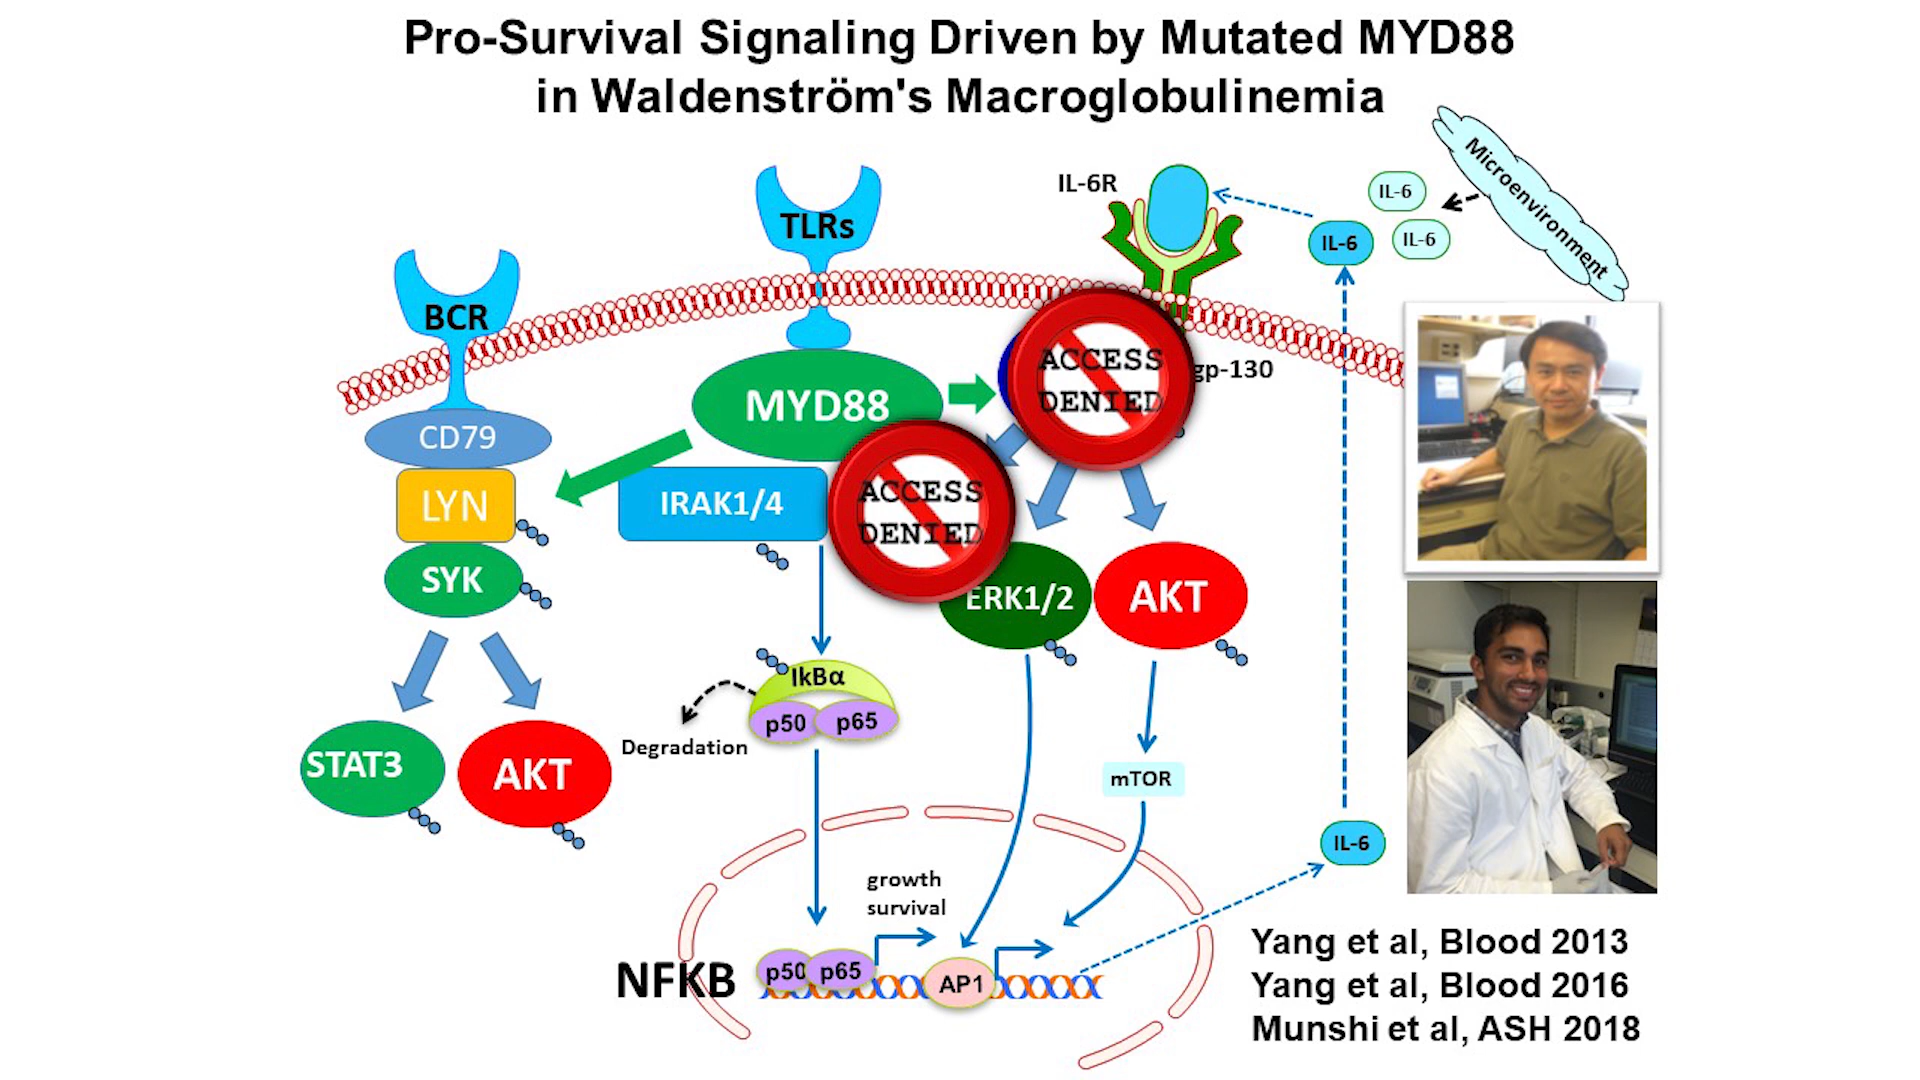 Pro-Survival Signaling Driven by Mutated MYD88
in Waldenström's Macroglobulinemia
Microenvironment
IL-6R
IL-6
IL-6
IL-6
TLRs
BCR
ACCESS
DENIED
gp-130
MYD88
CD79
LYN
IRAK1/4
ACCESS
DENIED
SYK
ERK1/2
AKT
IkBα
p50 p65
Degradation
STAT3
AKT
mTOR
IL-6
growth
survival
NFKB
p50 p65
AP1
Yang et al, Blood 2013
Yang et al, Blood 2016
Munshi et al, ASH 2018